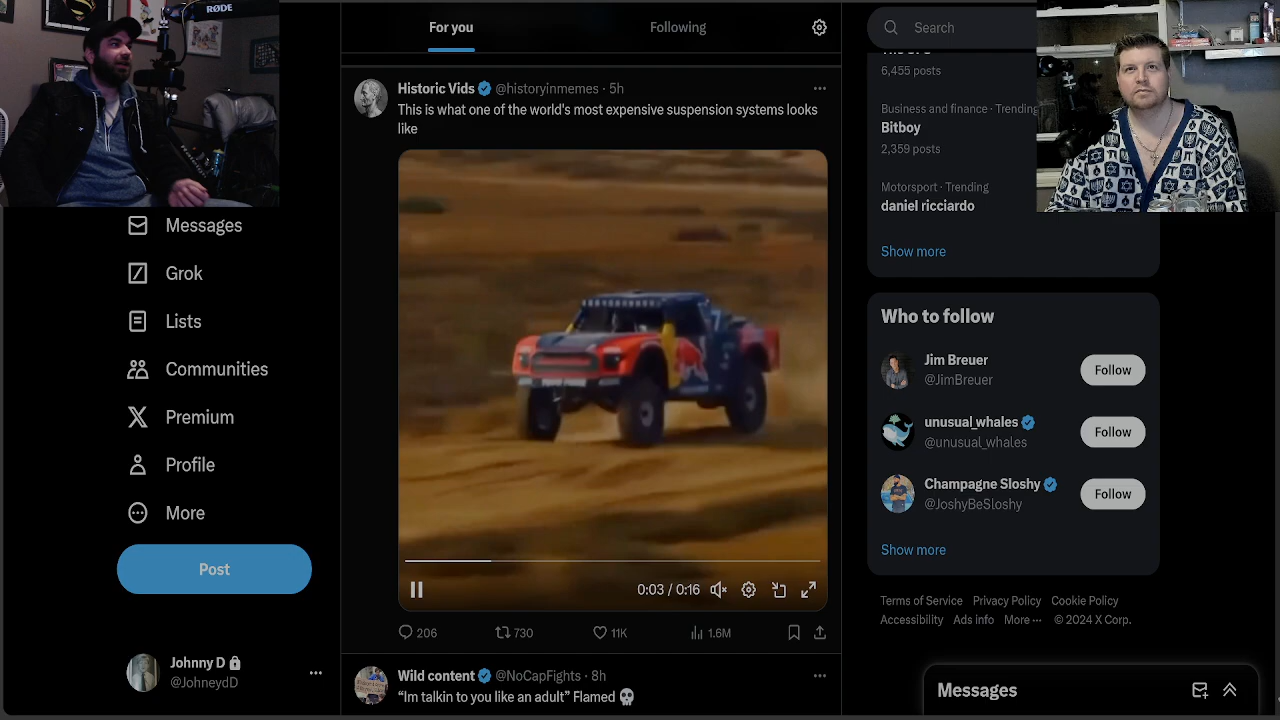 RØDE
For you
Following
Search
6,455 posts
Historic Vids @historyinmemes · 5h
This is what one of the world's most expensive suspension systems looks
like
Business and finance · Trending
Bitboy
2,359 posts
Motorsport · Trending
daniel ricciardo
Show more
Messages
Grok
Lists
Communities
Premium
Profile
More
Post
Who to follow
Jim Breuer
@JimBreuer
Follow
unusual_whales
@unusual_whales
Follow
Champagne Sloshy
@JoshyBeSloshy
Follow
Show more
0:03 / 0:16
206
730
11K
1.6M
Terms of Service Privacy Policy Cookie Policy
Accessibility Ads info More ··· © 2024 X Corp.
Johnny D
@JohneydD
Wild content @NoCapFights · 8h
“Im talkin to you like an adult” Flamed 💀
Messages